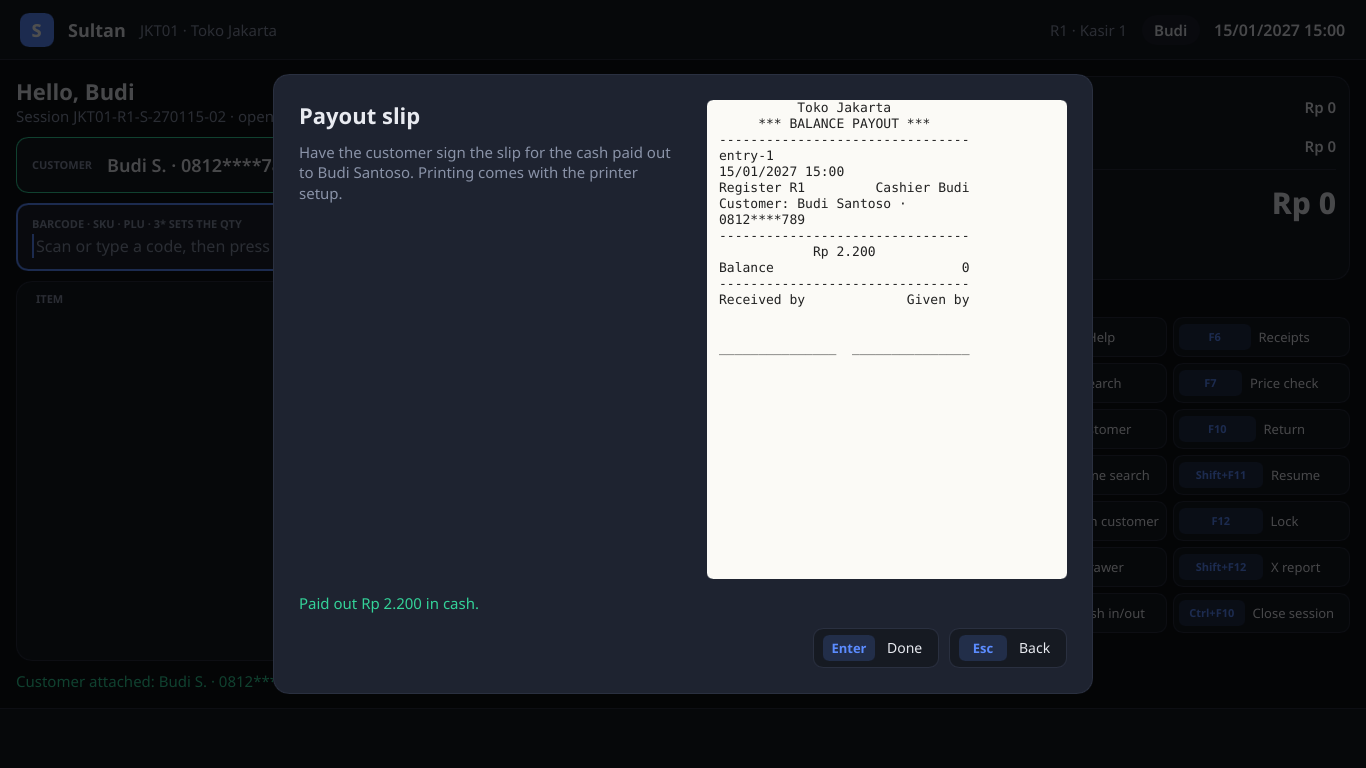 S Sultan JKT01 · Toko Jakarta
R1 · Kasir 1 Budi 15/01/2027 15:00
Hello, Budi
Session JKT01-R1-S-270115-02 · open
CUSTOMER Budi S. · 0812****7
BARCODE · SKU · PLU · 3* SETS THE QTY
Scan or type a code, then press
ITEM
Customer attached: Budi S. · 0812***
Payout slip
Have the customer sign the slip for the cash paid out
to Budi Santoso. Printing comes with the printer
setup.
Toko Jakarta
*** BALANCE PAYOUT ***
--------------------------------
entry-1
15/01/2027 15:00
Register R1 Cashier Budi
Customer: Budi Santoso ·
0812****789
--------------------------------
Rp 2.200
Balance 0
--------------------------------
Received by Given by
_______________ _______________
Paid out Rp 2.200 in cash.
Enter Done
Esc Back
Rp 0
Rp 0
Rp 0
Help
F6 Receipts
earch
F7 Price check
tomer
F10 Return
me search
Shift+F11 Resume
n customer
F12 Lock
awer
Shift+F12 X report
sh in/out
Ctrl+F10 Close session